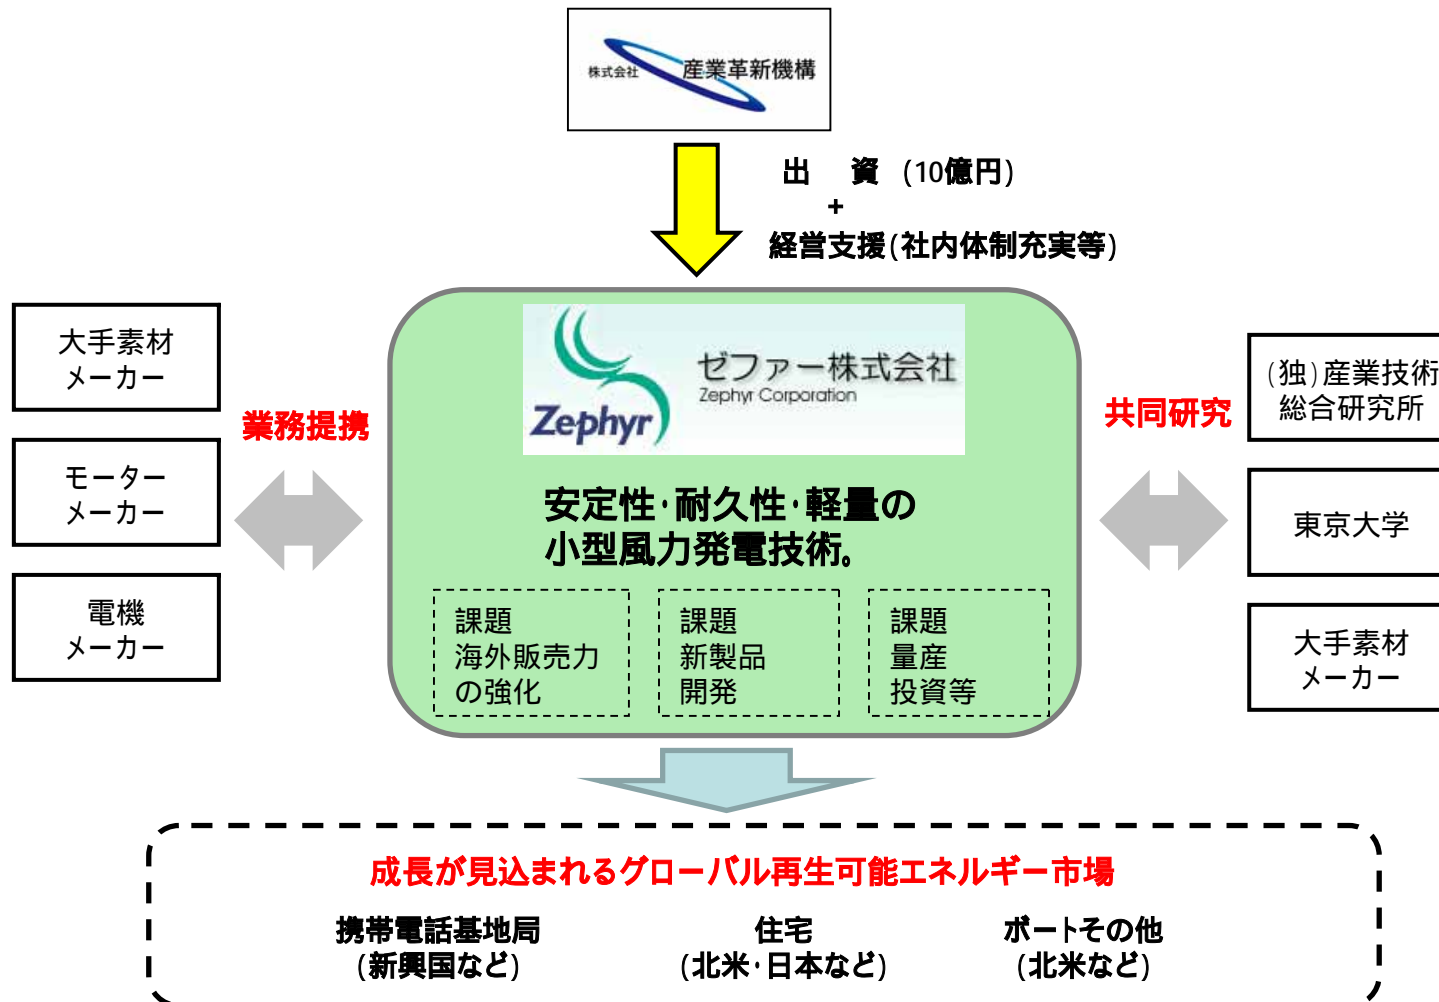 株式会社 産業革新機構
出　資 (10億円)
+
経営支援(社内体制充実等)
大手素材
メーカー
モーター
メーカー
電機
メーカー
業務提携
Zephyr
ゼファー株式会社
Zephyr Corporation
安定性・耐久性・軽量の
小型風力発電技術。
課題
海外販売力
の強化
課題
新製品
開発
課題
量産
投資等
共同研究
(独)産業技術
総合研究所
東京大学
大手素材
メーカー
成長が見込まれるグローバル再生可能エネルギー市場
携帯電話基地局
(新興国など)
住宅
(北米・日本など)
ボートその他
(北米など)